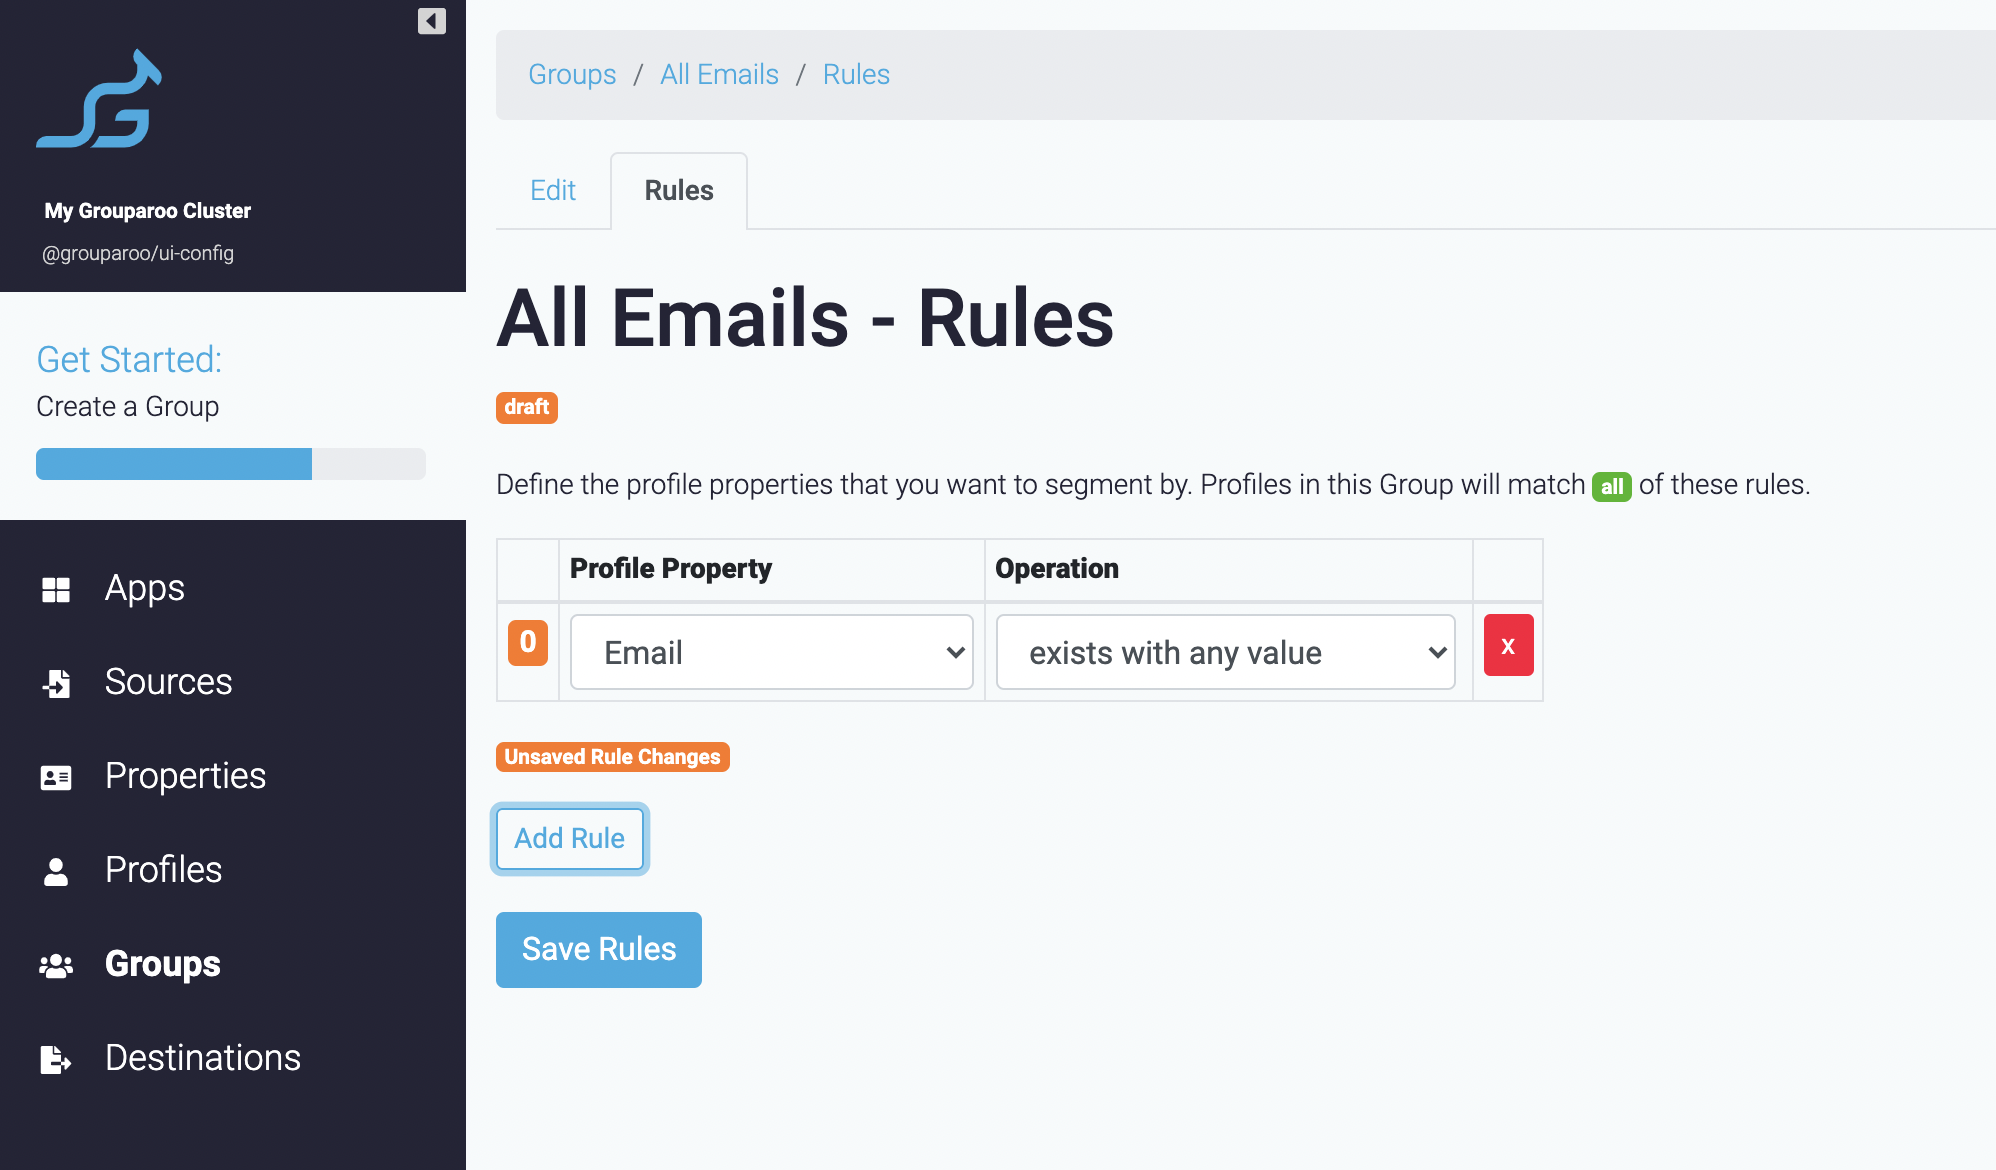 My Grouparoo Cluster
@grouparoo/ui-config
Get Started:
Create a Group
Apps
Sources
Properties
Profiles
Groups
Destinations
Groups / All Emails / Rules
Edit Rules
All Emails - Rules
draft
Define the profile properties that you want to segment by. Profiles in this Group will match all of these rules.
Profile Property Operation
0 Email exists with any value x
Unsaved Rule Changes
Add Rule
Save Rules